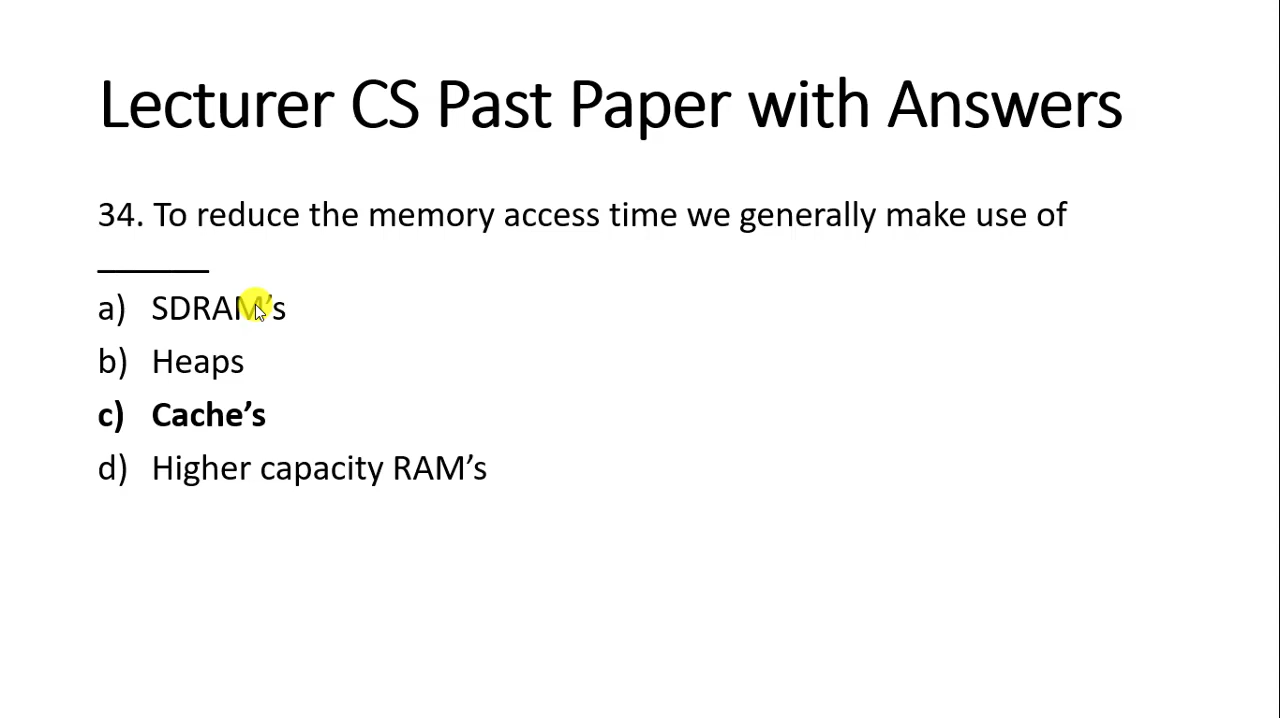 Lecturer CS Past Paper with Answers
34. To reduce the memory access time we generally make use of
______
a) SDRAM’s
b) Heaps
c) Cache’s
d) Higher capacity RAM’s